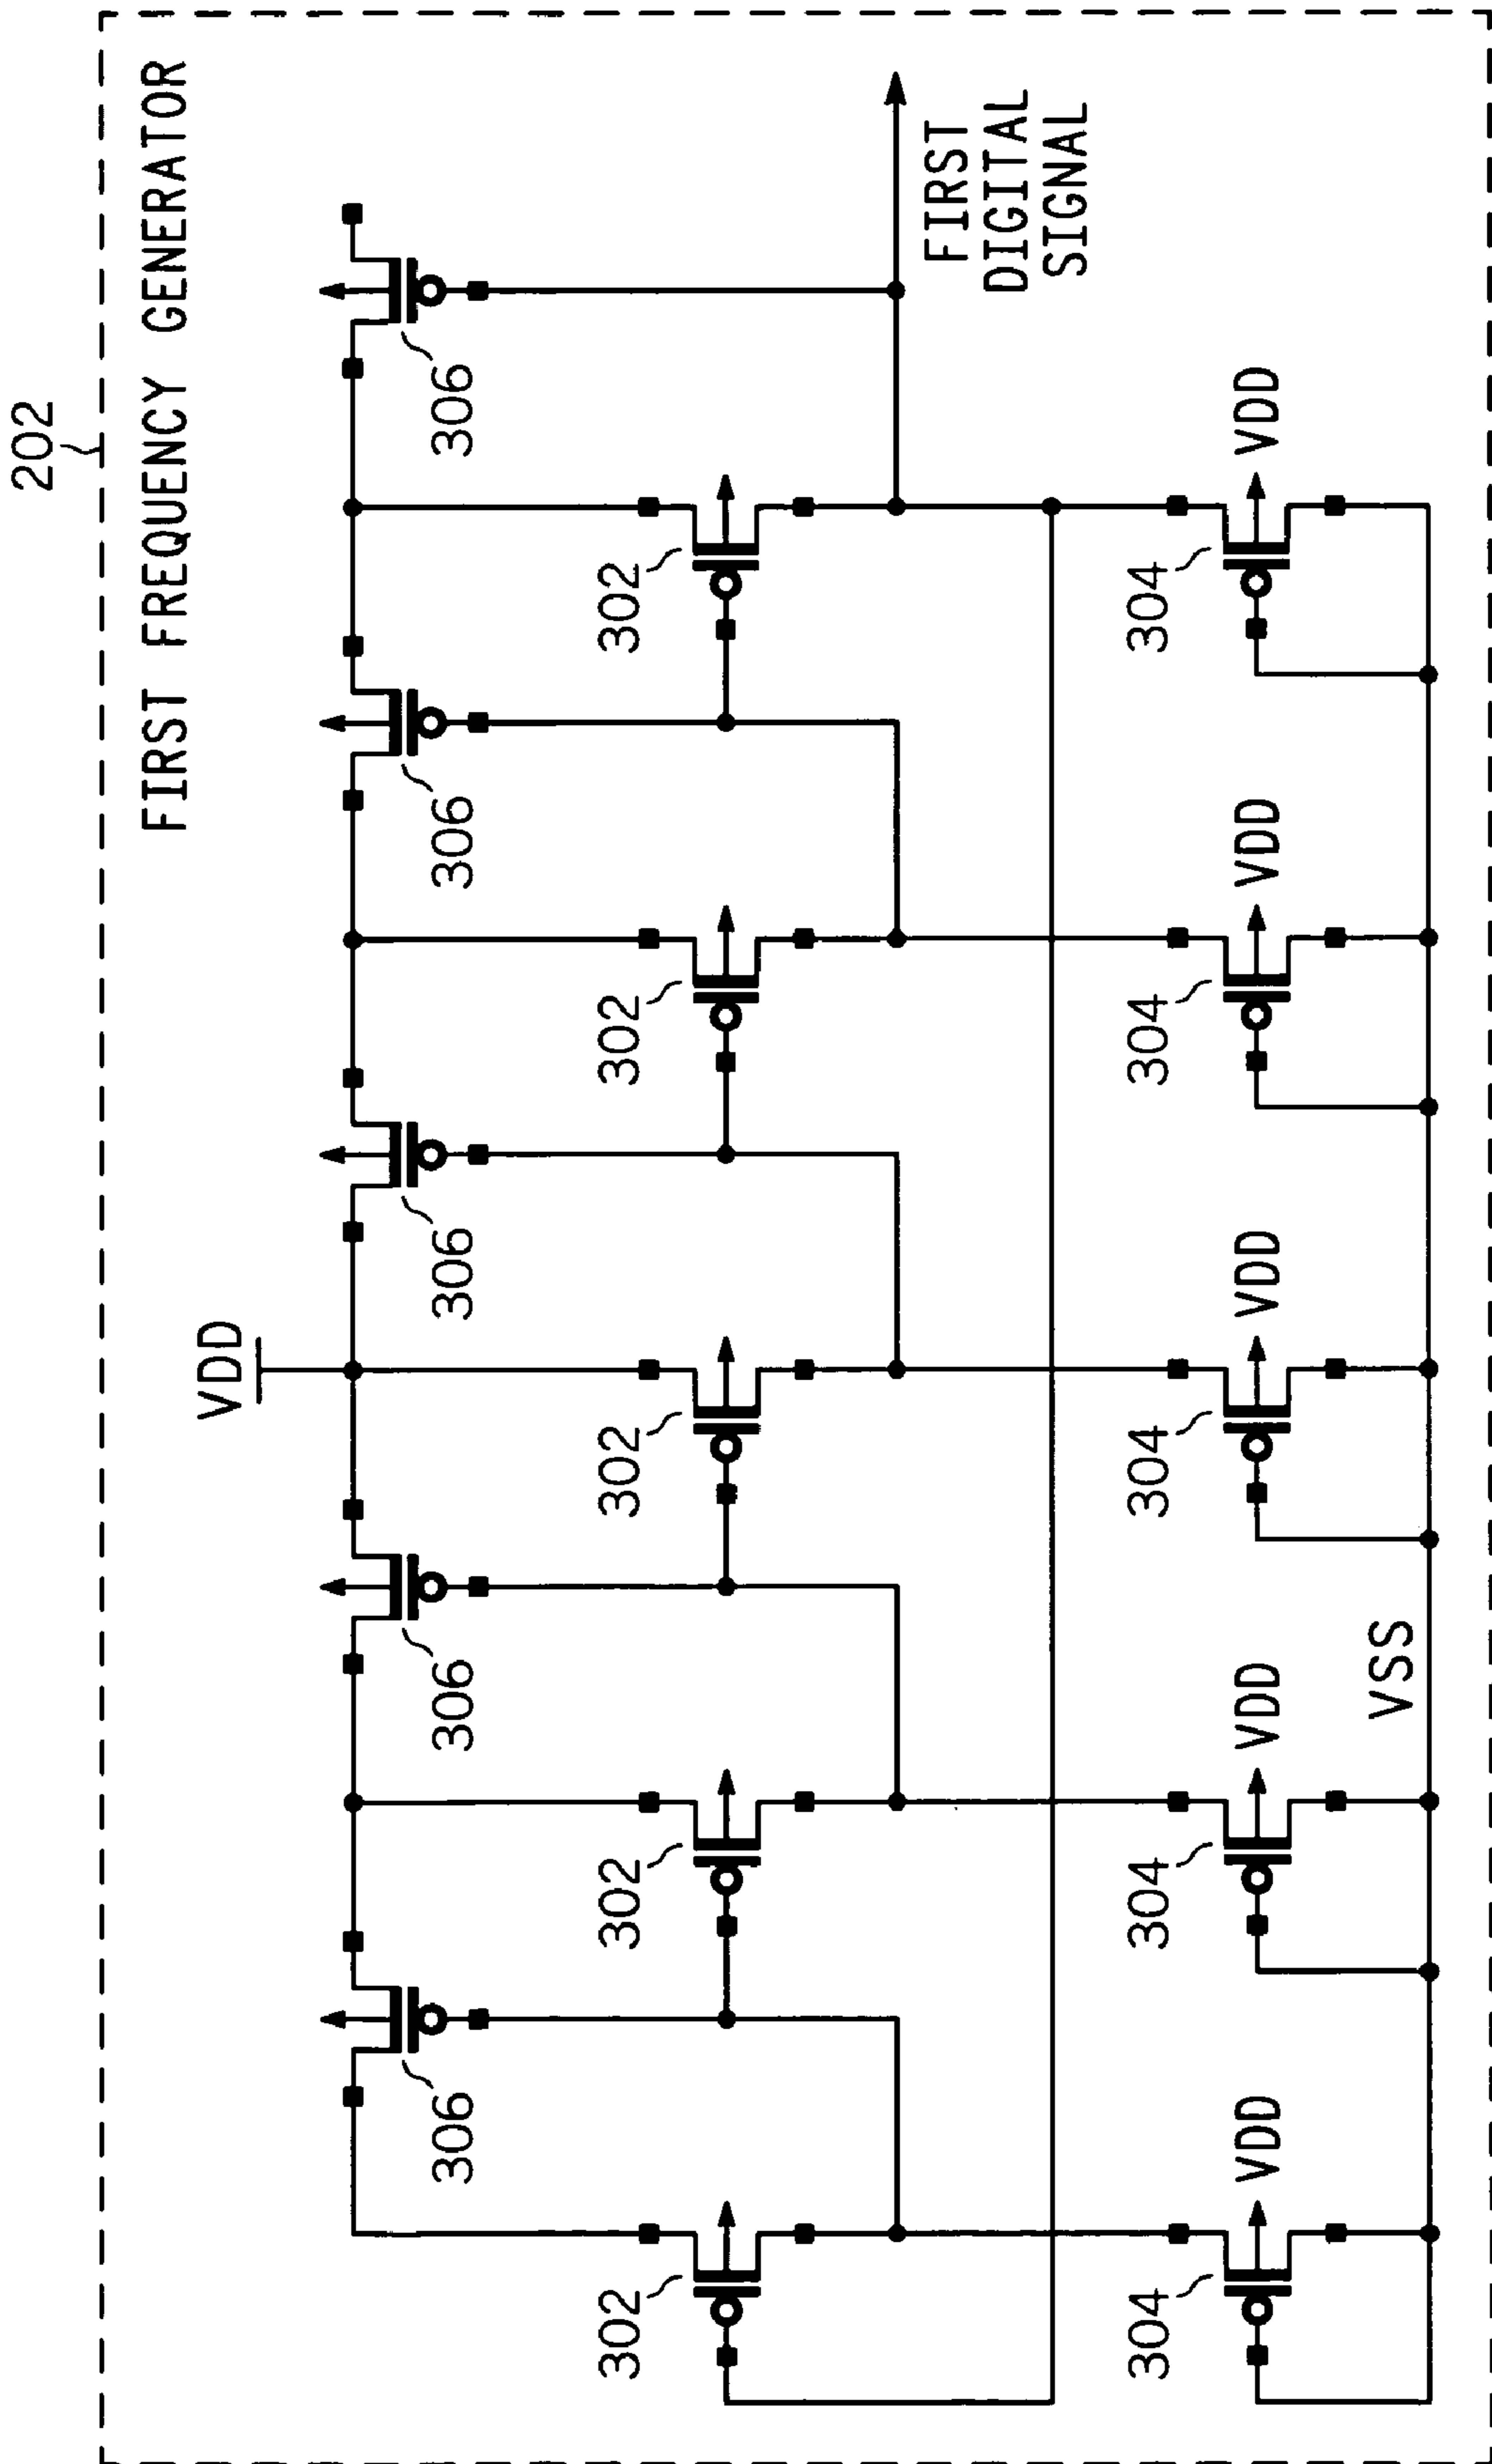 202
FIRST FREQUENCY GENERATOR
VDD
306
306
306
306
306
302
302
302
302
302
FIRST
DIGITAL
SIGNAL
304
304
304
304
304
VDD
VDD
VDD
VDD
VDD
VSS